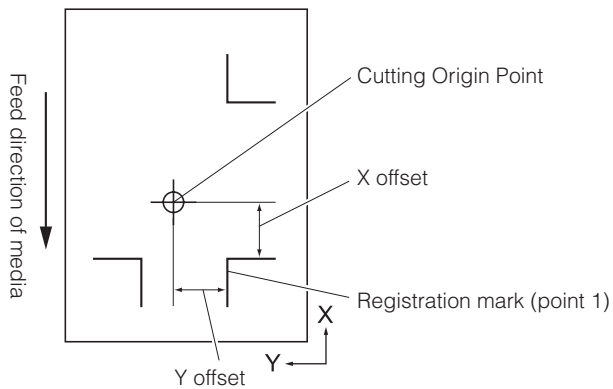 Feed direction of media
Cutting Origin Point
X offset
Registration mark (point 1)
X
Y
Y offset